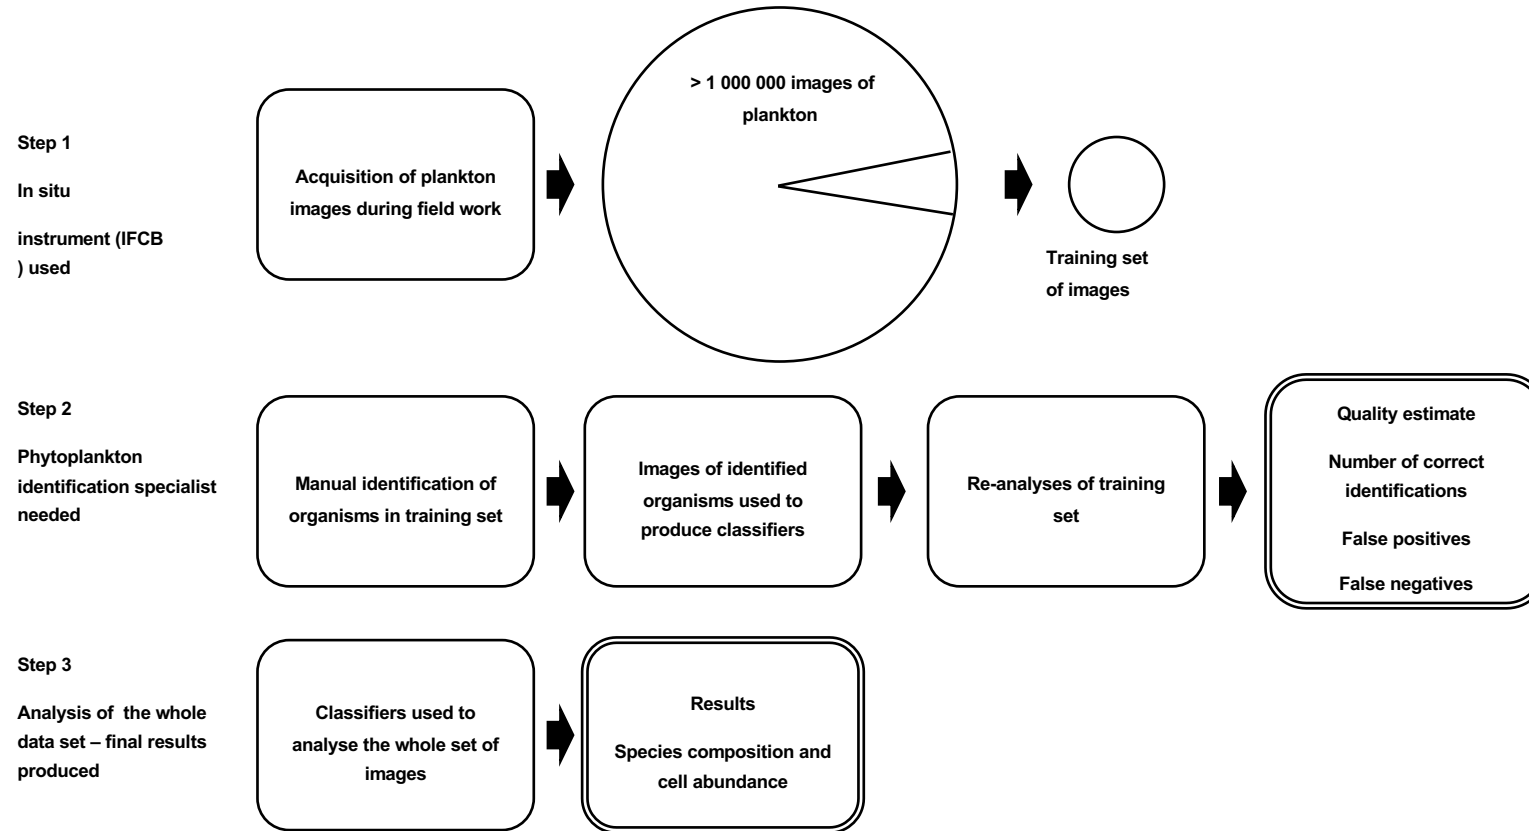 Step 1
In situ
instrument (IFCB
) used
Acquisition of plankton
images during field work
> 1 000 000 images of
plankton
Training set
of images
Step 2
Phytoplankton
identification specialist
needed
Manual identification of
organisms in training set
Images of identified
organisms used to
produce classifiers
Re-analyses of training
set
Quality estimate
Number of correct
identifications
False positives
False negatives
Step 3
Analysis of the whole
data set – final results
produced
Classifiers used to
analyse the whole set of
images
Results
Species composition and
cell abundance